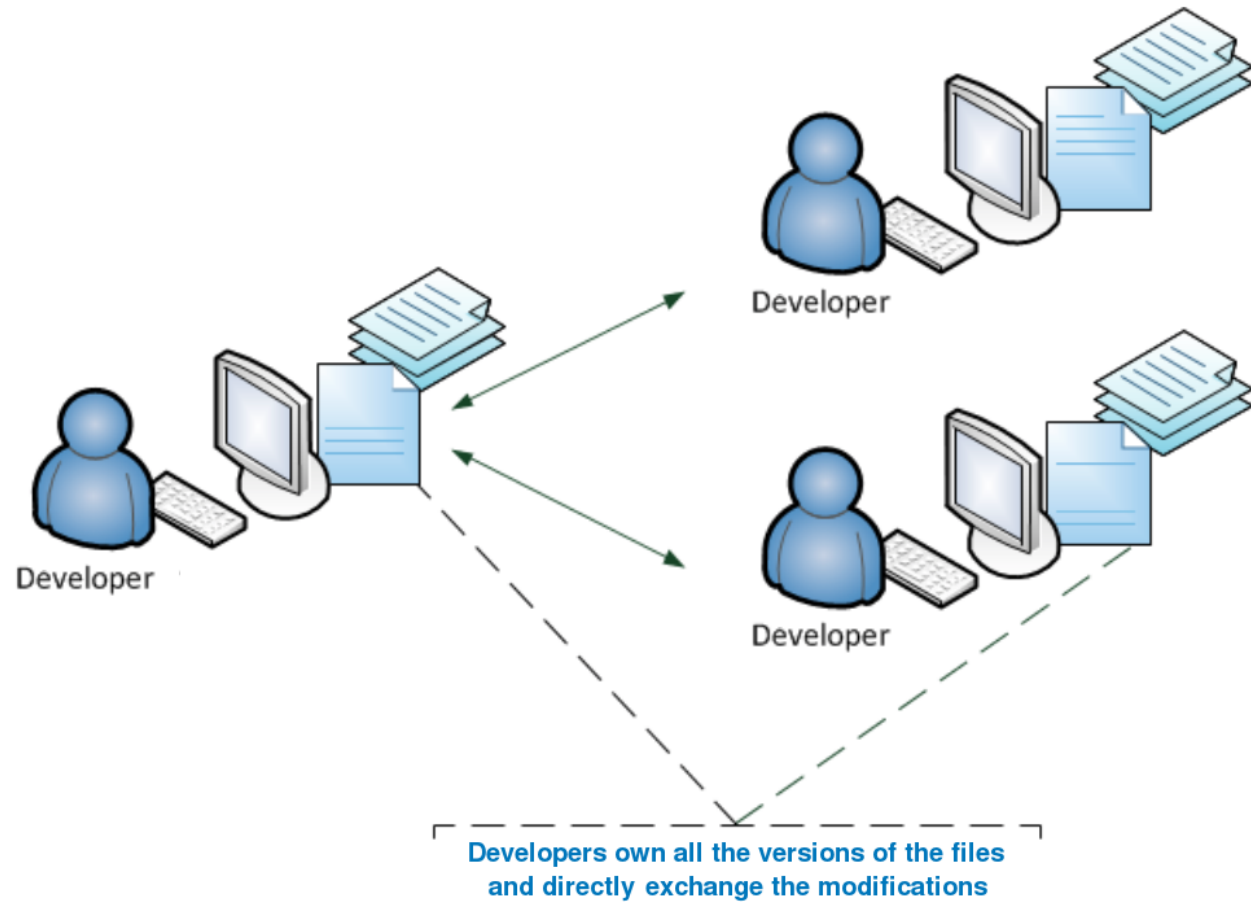 Developer
Developer
Developer
Developers own all the versions of the files
and directly exchange the modifications